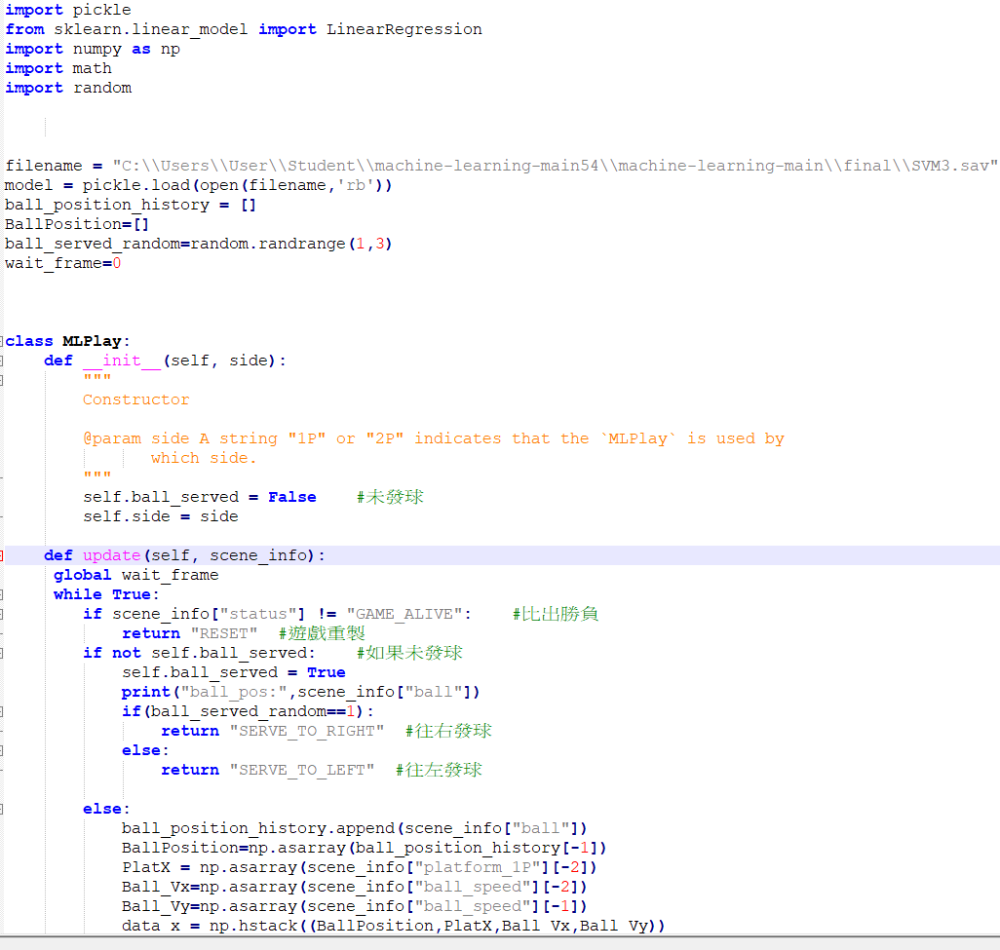 import pickle
from sklearn.linear_model import LinearRegression
import numpy as np
import math
import random
filename = "C:\\Users\\User\\Student\\machine-learning-main54\\machine-learning-main\\final\\SVM3.sav"
model = pickle.load(open(filename,'rb'))
ball_position_history = []
BallPosition=[]
ball_served_random=random.randrange(1,3)
wait_frame=0
class MLPlay:
    def __init__(self, side):
        """
        Constructor
        @param side A string "1P" or "2P" indicates that the `MLPlay` is used by
               which side.
        """
        self.ball_served = False    #未發球
        self.side = side
    def update(self, scene_info):
     global wait_frame
     while True:
        if scene_info["status"] != "GAME_ALIVE":    #比出勝負
            return "RESET"  #遊戲重製
        if not self.ball_served:    #如果未發球
            self.ball_served = True
            print("ball_pos:",scene_info["ball"])
            if(ball_served_random==1):
                return "SERVE_TO_RIGHT"  #往右發球
            else:
                return "SERVE_TO_LEFT"  #往左發球
        else:
            ball_position_history.append(scene_info["ball"])
            BallPosition=np.asarray(ball_position_history[-1])
            PlatX = np.asarray(scene_info["platform_1P"][-2])
            Ball_Vx=np.asarray(scene_info["ball_speed"][-2])
            Ball_Vy=np.asarray(scene_info["ball_speed"][-1])
            data_x = np.hstack((BallPosition,PlatX,Ball_Vx,Ball_Vy))